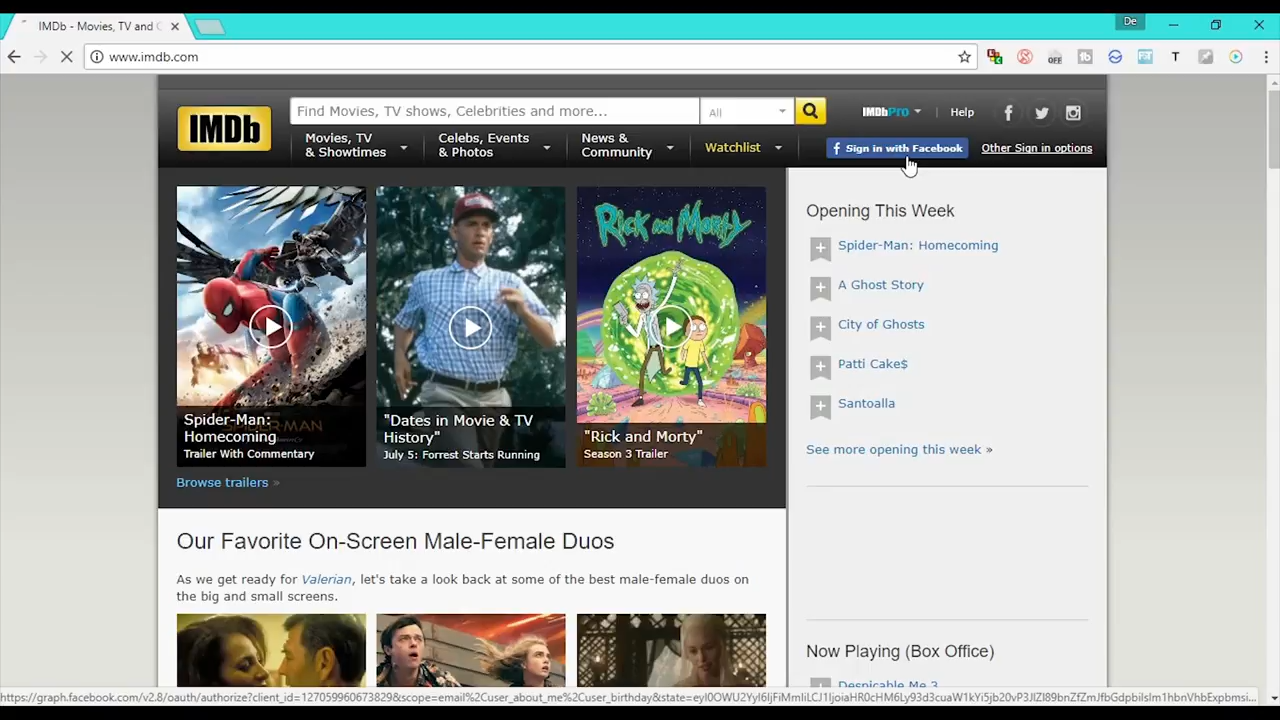 IMDb - Movies, TV and C
De
www.imdb.com
OFF
T
IMDb
Find Movies, TV shows, Celebrities and more...
All
IMDbPro
Help
Movies, TV
& Showtimes
Celebs, Events
& Photos
News &
Community
Watchlist
f Sign in with Facebook
Other Sign in options
Spider-Man:
Homecoming
Trailer With Commentary
"Dates in Movie & TV
History"
July 5: Forrest Starts Running
Rick and Morty
"Rick and Morty"
Season 3 Trailer
Browse trailers »
Opening This Week
Spider-Man: Homecoming
A Ghost Story
City of Ghosts
Patti Cake$
Santoalla
See more opening this week »
Our Favorite On-Screen Male-Female Duos
As we get ready for Valerian, let's take a look back at some of the best male-female duos on
the big and small screens.
Now Playing (Box Office)
Despicable Me 3